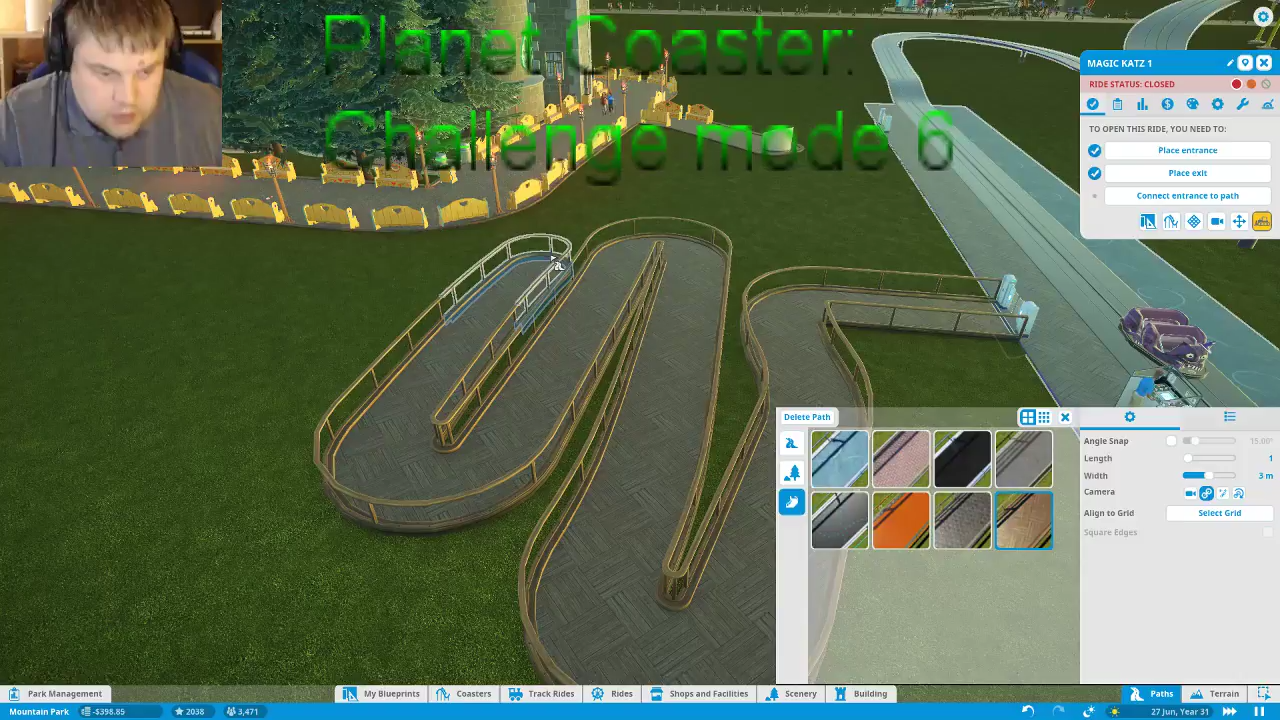 Planet Coaster:
Challenge mode 6
MAGIC KATZ 1
RIDE STATUS: CLOSED
TO OPEN THIS RIDE, YOU NEED TO:
Place entrance
Place exit
Connect entrance to path
Delete Path
Angle Snap 15.00°
Length 1
Width 3 m
Camera
Align to Grid Select Grid
Square Edges
Park Management My Blueprints Coasters Track Rides Rides Shops and Facilities Scenery Building Paths Terrain
Mountain Park -$398.85 2038 3,471 27 Jun, Year 31